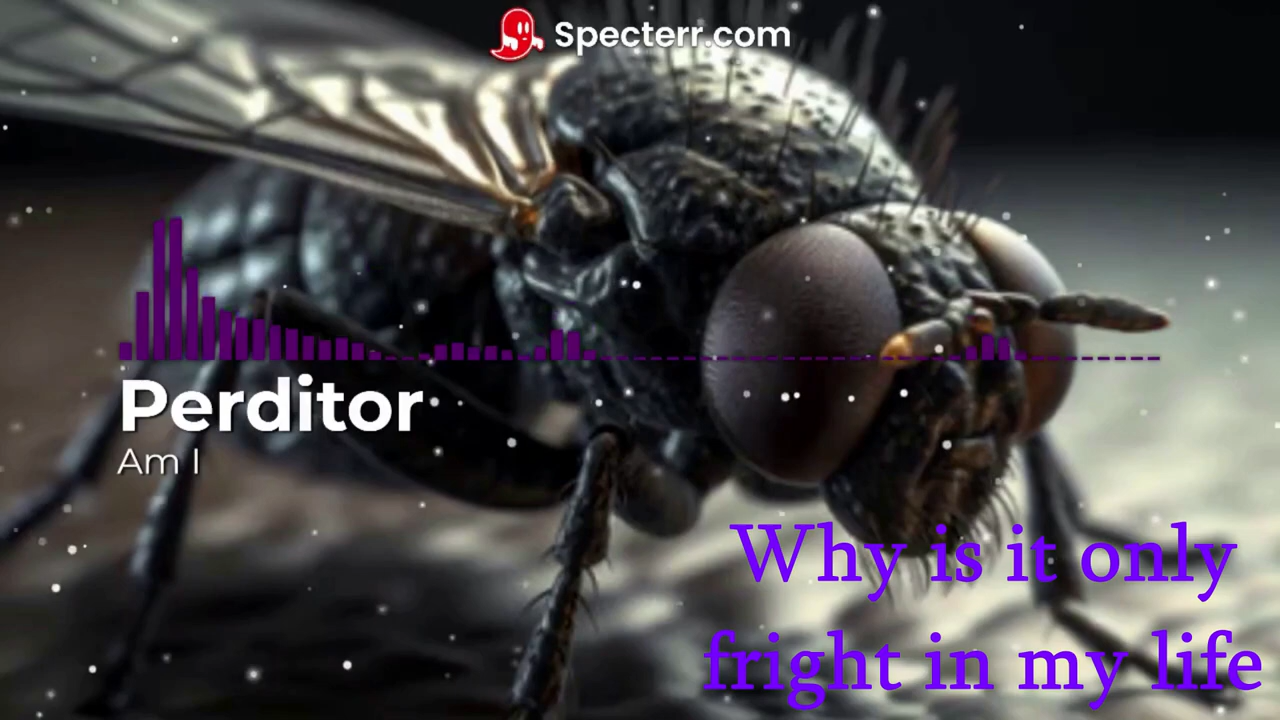 Specterr.com
Perditor
Am I
Why is it only
fright in my life